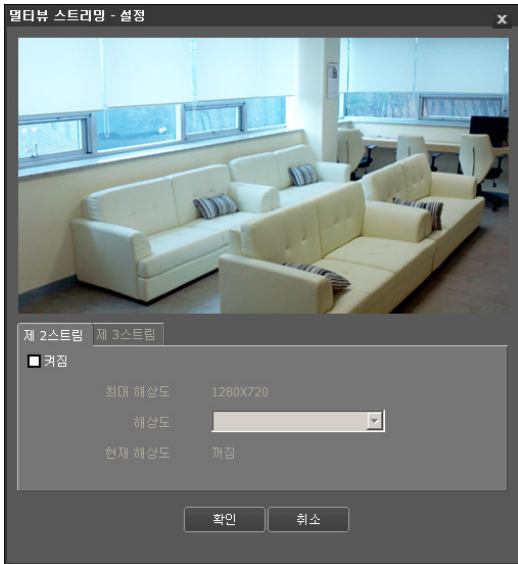 멀티뷰 스트리밍 - 설정
x
제 2스트림 제 3스트림
켜짐
최대 해상도 1280X720
해상도
현재 해상도 꺼짐
확인 취소